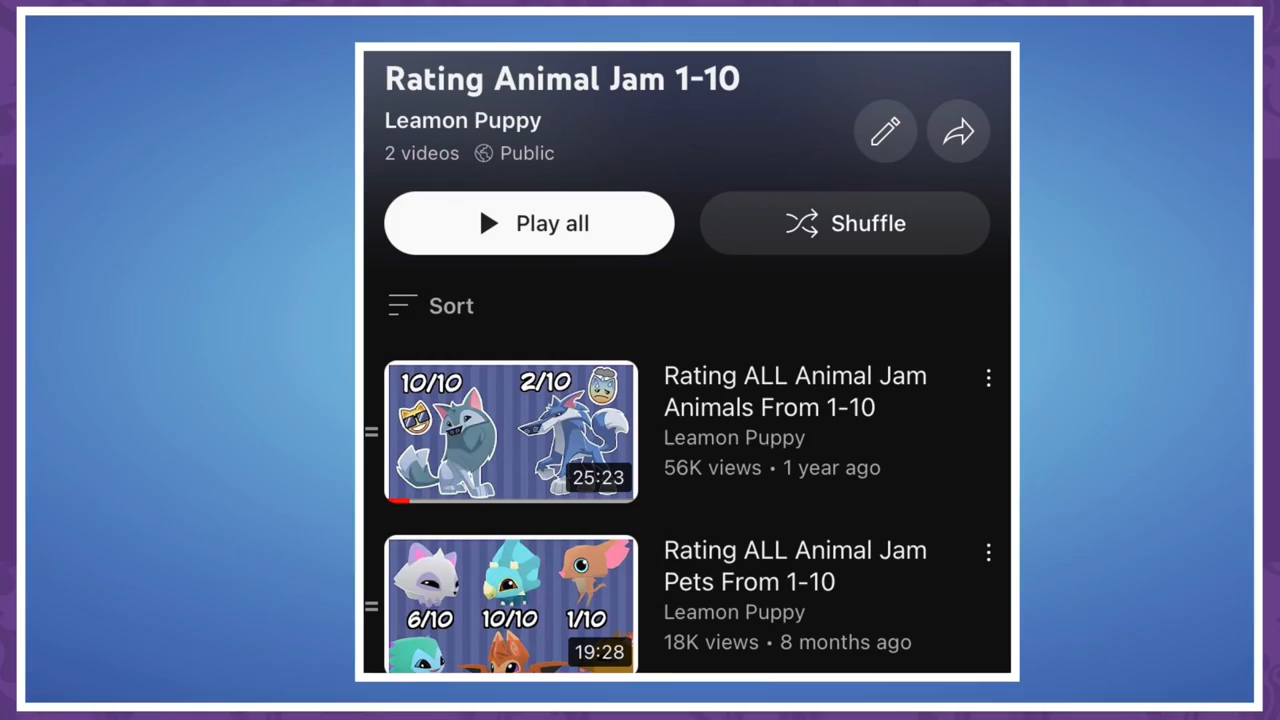 Rating Animal Jam 1-10
Leamon Puppy
2 videos Public
Play all
Shuffle
Sort
10/10 2/10
25:23
Rating ALL Animal Jam
Animals From 1-10
Leamon Puppy
56K views • 1 year ago
6/10 10/10 1/10
19:28
Rating ALL Animal Jam
Pets From 1-10
Leamon Puppy
18K views • 8 months ago